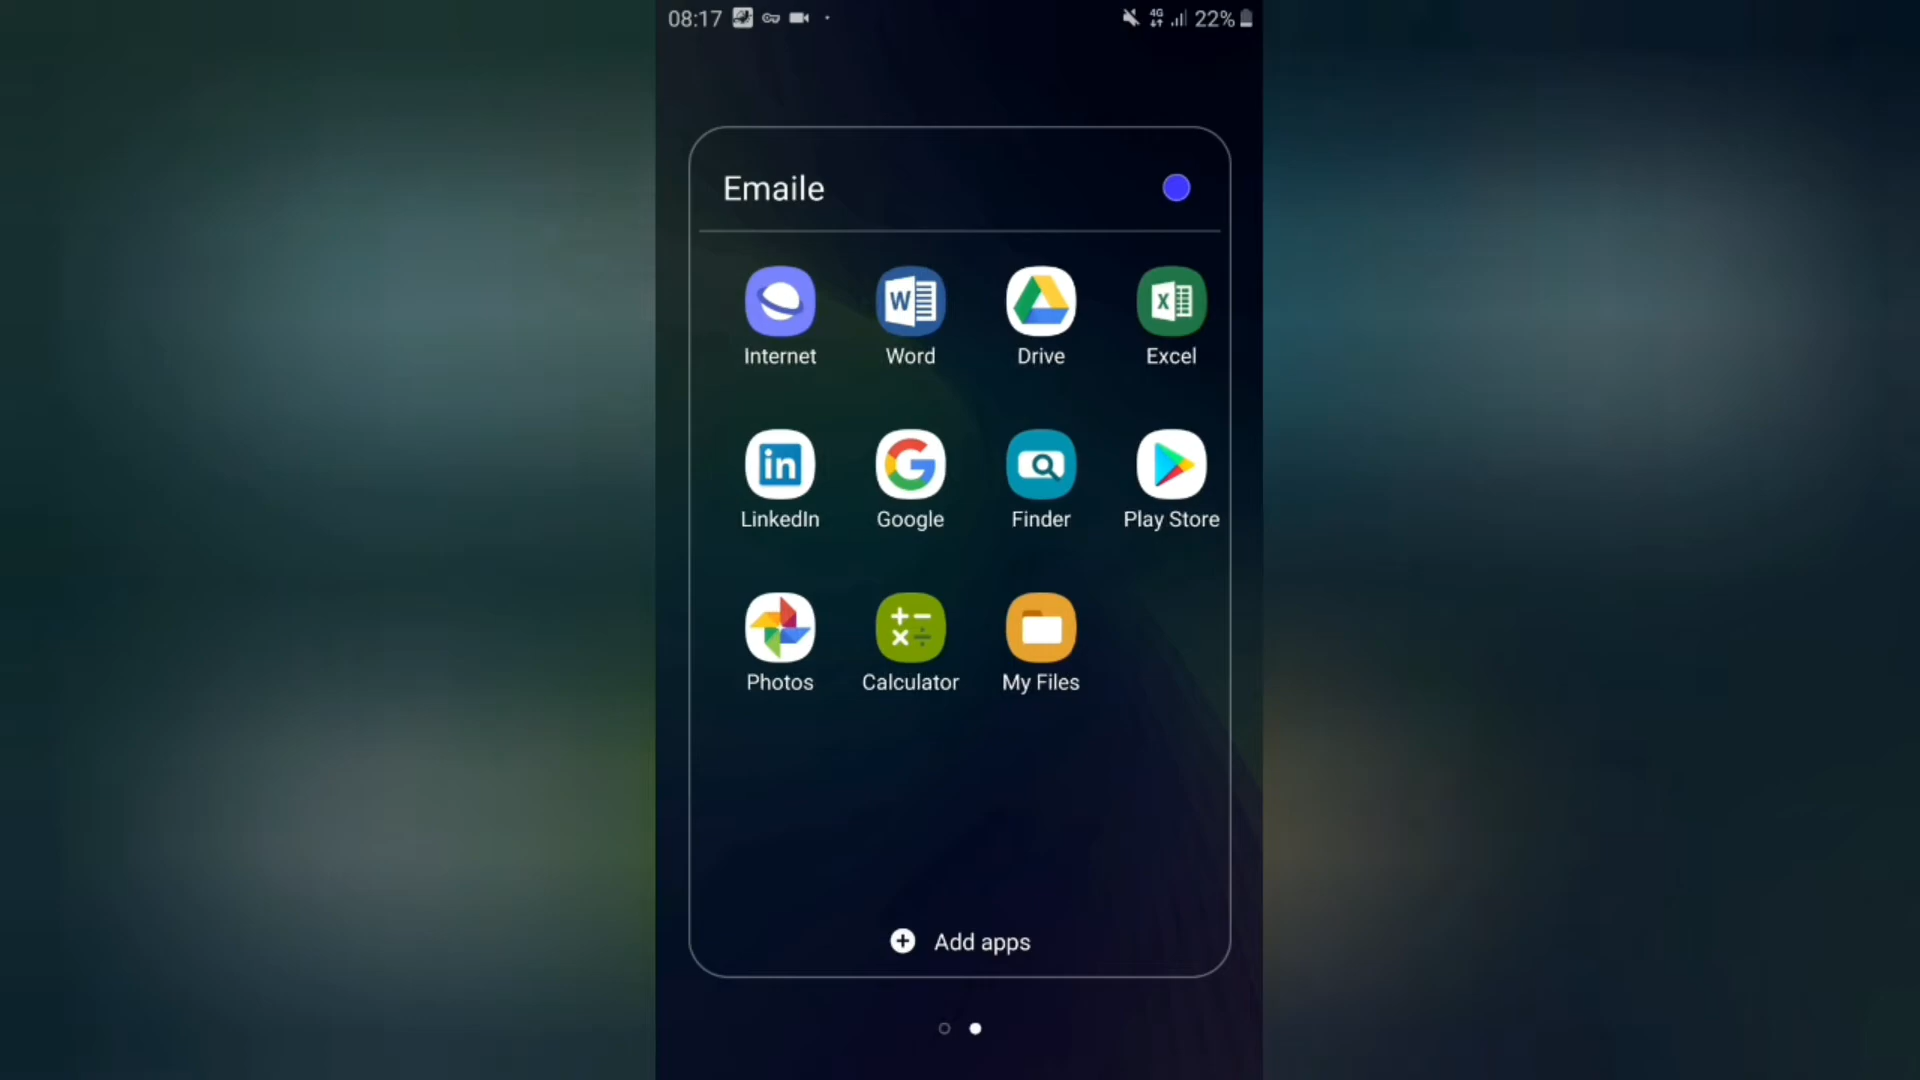 08:17 4G 22%
Emaile
Internet Word Drive Excel
LinkedIn Google Finder Play Store
Photos Calculator My Files
Add apps